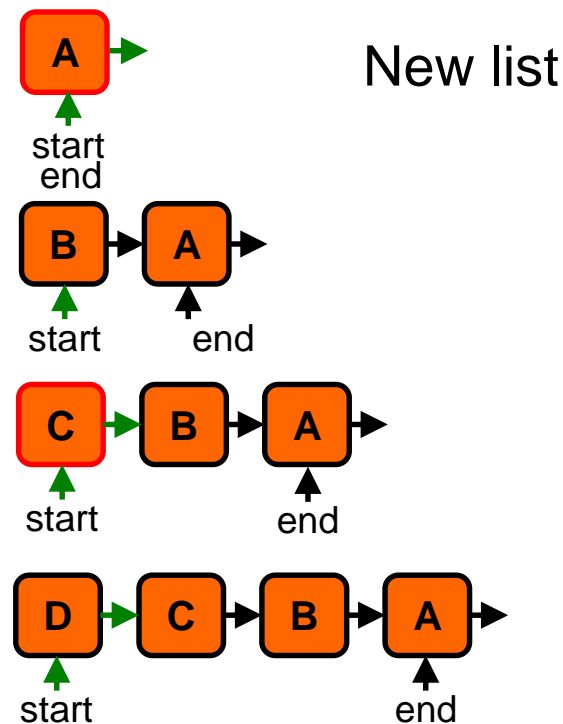 A
New list
start
end
B A
start end
C B A
start end
D C B A
start end